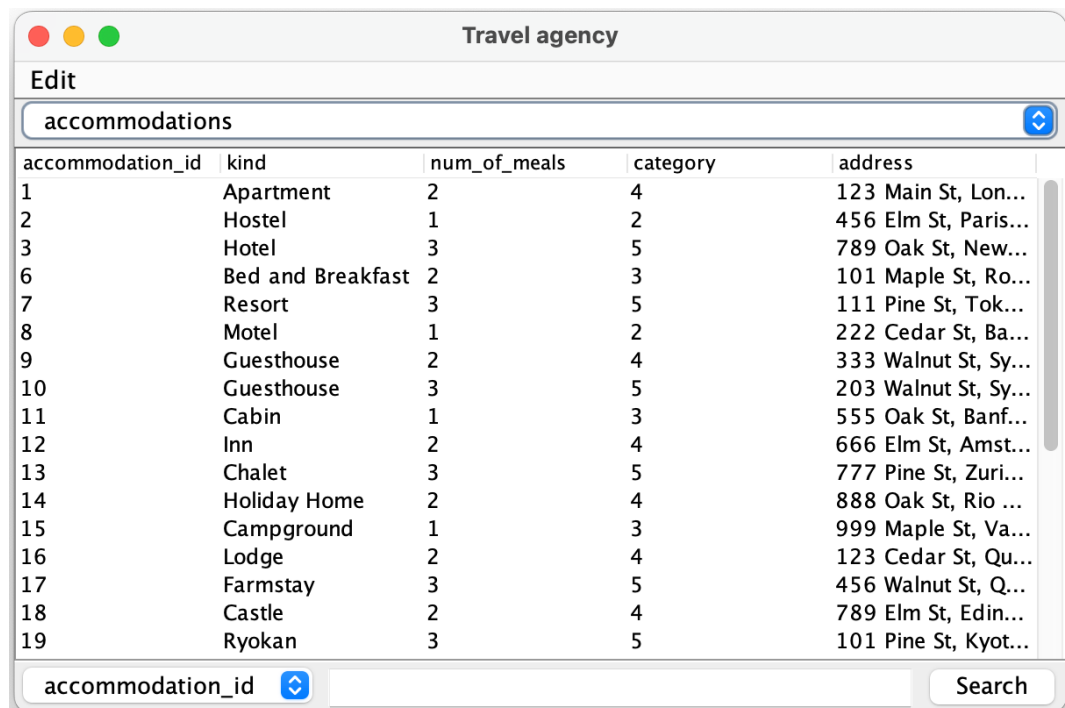 Travel agency
Edit
accommodations
accommodation_id kind num_of_meals category address
1 Apartment 2 4 123 Main St, Lon...
2 Hostel 1 2 456 Elm St, Paris...
3 Hotel 3 5 789 Oak St, New...
6 Bed and Breakfast 2 3 101 Maple St, Ro...
7 Resort 3 5 111 Pine St, Tok...
8 Motel 1 2 222 Cedar St, Ba...
9 Guesthouse 2 4 333 Walnut St, Sy...
10 Guesthouse 3 5 203 Walnut St, Sy...
11 Cabin 1 3 555 Oak St, Banf...
12 Inn 2 4 666 Elm St, Amst...
13 Chalet 3 5 777 Pine St, Zuri...
14 Holiday Home 2 4 888 Oak St, Rio ...
15 Campground 1 3 999 Maple St, Va...
16 Lodge 2 4 123 Cedar St, Qu...
17 Farmstay 3 5 456 Walnut St, Q...
18 Castle 2 4 789 Elm St, Edin...
19 Ryokan 3 5 101 Pine St, Kyot...
accommodation_id Search